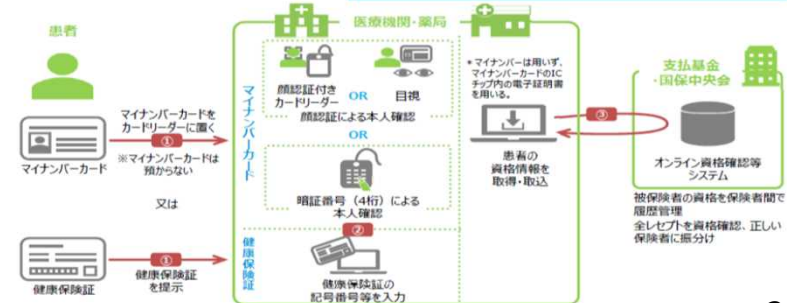 患者
マイナンバーカード
マイナンバーカードを
カードリーダーに置く
①
※マイナンバーカードは
預からない
又は
健康保険証
①
健康保険証
を提示
医療機関・薬局
マイナンバーカード
顔認証付き
カードリーダー
OR
目視
顔認証による本人確認
OR
暗証番号（4桁）による
本人確認
②
健康保険証
健康保険証の
記号番号等を入力
＊マイナンバーは用いず、
マイナンバーカードのIC
チップ内の電子証明書
を用いる。
患者の
資格情報を
取得・取込
③
支払基金
・国保中央会
オンライン資格確認等
システム
被保険者の資格を保険者間で
履歴管理
全レセプトを資格確認、正しい
保険者に振分け